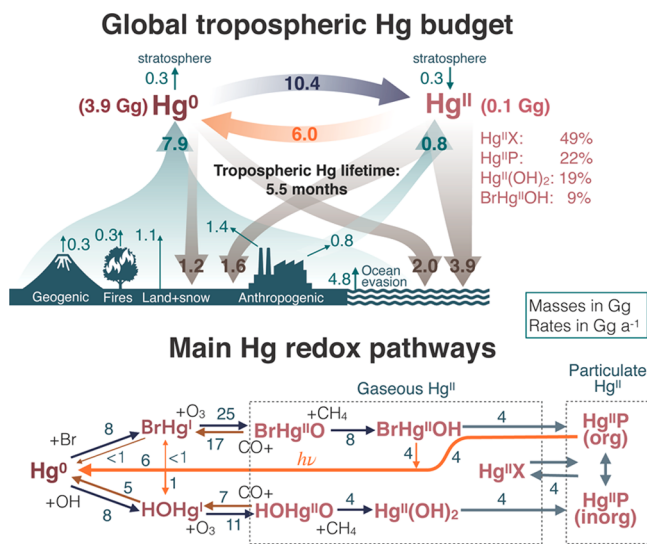 Global tropospheric Hg budget
stratosphere
0.3
stratosphere
0.3
10.4
(3.9 Gg) Hg⁰
Hgᴵᴵ (0.1 Gg)
6.0
7.9
0.8
HgᴵᴵX: 49%
HgᴵᴵP: 22%
Hgᴵᴵ(OH)₂: 19%
BrHgᴵᴵOH: 9%
Tropospheric Hg lifetime:
5.5 months
0.3
0.3
1.1
1.4
0.8
1.2
1.6
4.8
Ocean
evasion
2.0
3.9
Geogenic
Fires
Land+snow
Anthropogenic
Masses in Gg
Rates in Gg a⁻¹
Main Hg redox pathways
Gaseous Hgᴵᴵ
Particulate
Hgᴵᴵ
+Br
8
BrHgᴵ
+O₃
25
17
CO+
BrHgᴵᴵO
+CH₄
8
BrHgᴵᴵOH
4
HgᴵᴵP
(org)
<1
6
<1
hν
4
4
Hg⁰
HgᴵᴵX
4
+OH
5
8
1
HOHgᴵ
7
CO+
+O₃
11
HOHgᴵᴵO
4
+CH₄
Hgᴵᴵ(OH)₂
4
HgᴵᴵP
(inorg)